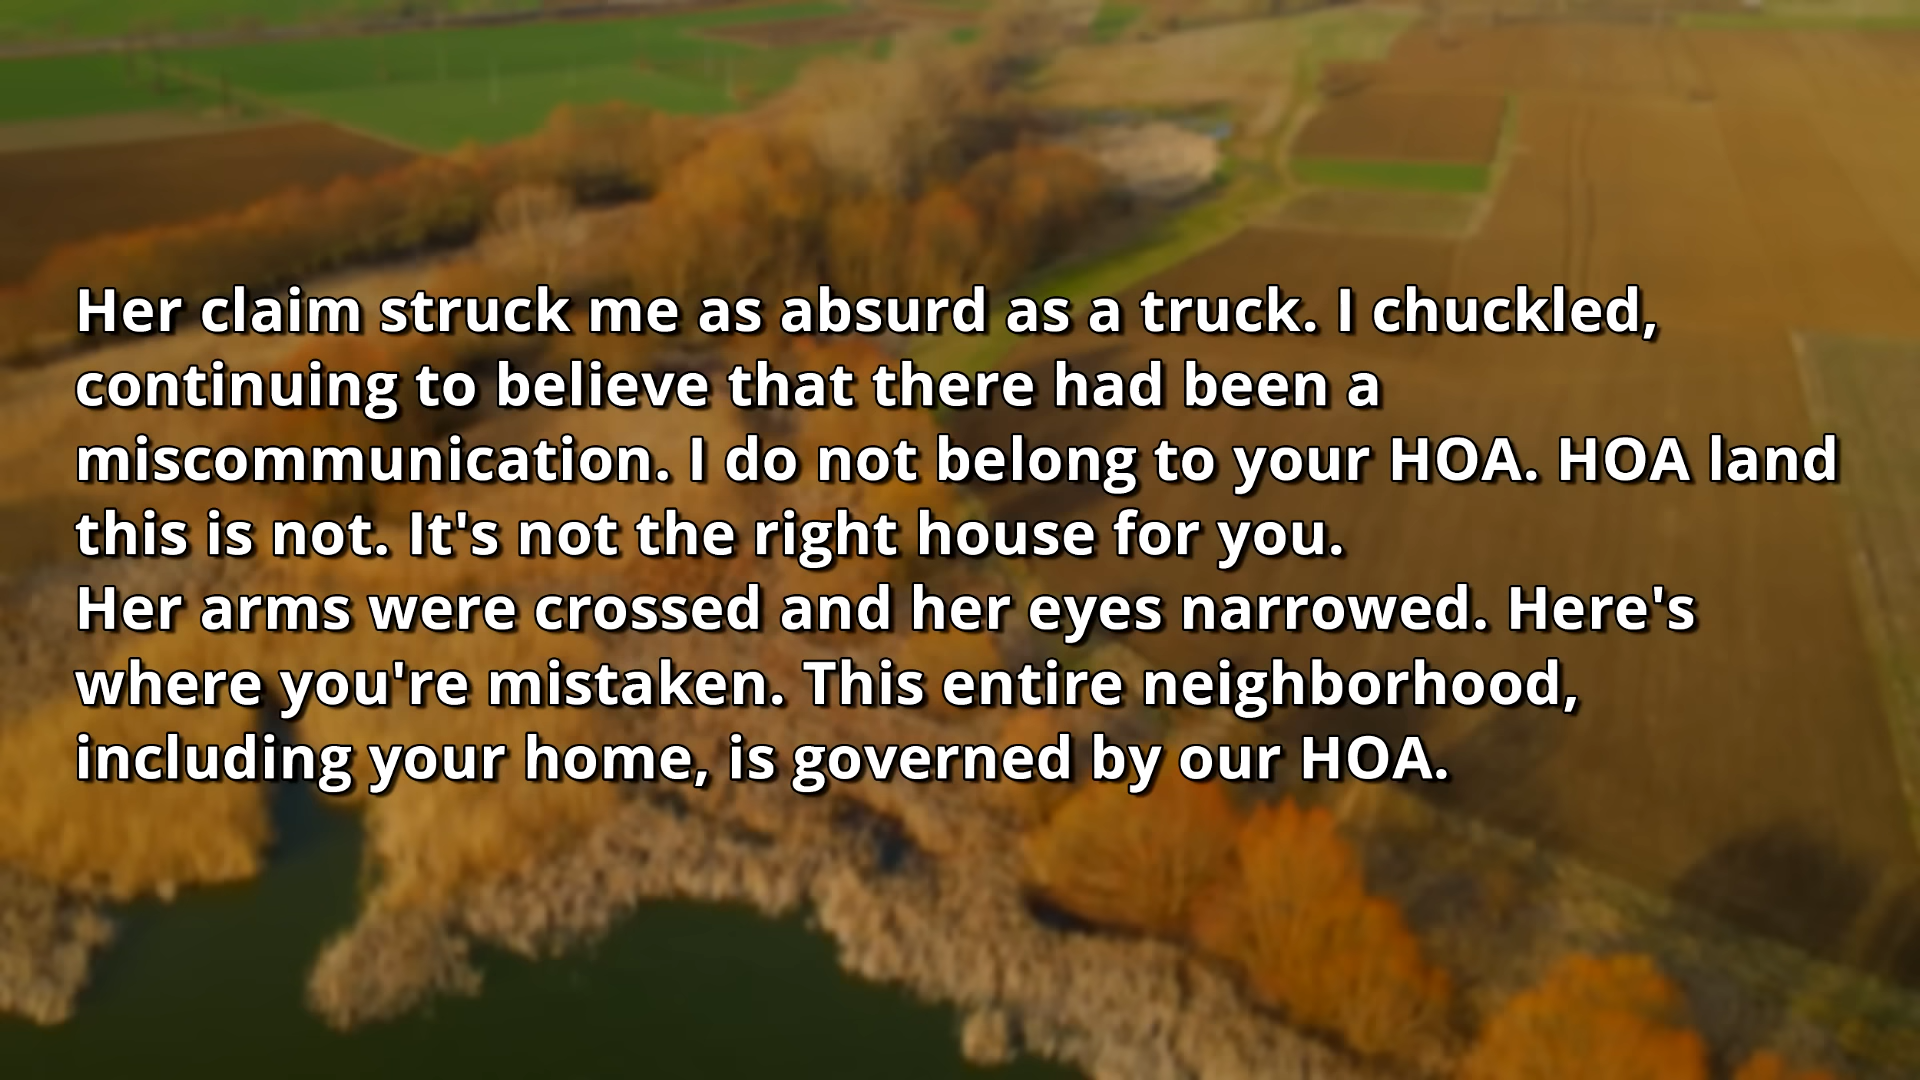 Her claim struck me as absurd as a truck. I chuckled,
continuing to believe that there had been a
miscommunication. I do not belong to your HOA. HOA land
this is not. It's not the right house for you.
Her arms were crossed and her eyes narrowed. Here's
where you're mistaken. This entire neighborhood,
including your home, is governed by our HOA.